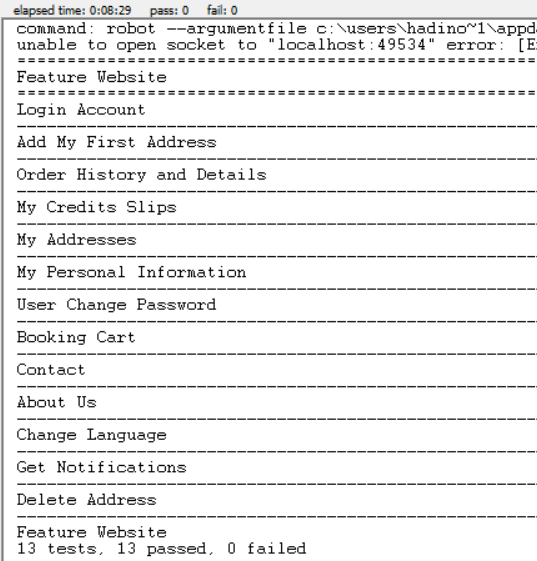 elapsed time: 0:08:29 pass: 0 fail: 0
command: robot --argumentfile c:\users\hadino~1\appd
unable to open socket to "localhost:49534" error: [E
==============================================================
Feature Website
==============================================================
Login Account
--------------------------------------------------------------
Add My First Address
--------------------------------------------------------------
Order History and Details
--------------------------------------------------------------
My Credits Slips
--------------------------------------------------------------
My Addresses
--------------------------------------------------------------
My Personal Information
--------------------------------------------------------------
User Change Password
--------------------------------------------------------------
Booking Cart
--------------------------------------------------------------
Contact
--------------------------------------------------------------
About Us
--------------------------------------------------------------
Change Language
--------------------------------------------------------------
Get Notifications
--------------------------------------------------------------
Delete Address
--------------------------------------------------------------
Feature Website
13 tests, 13 passed, 0 failed